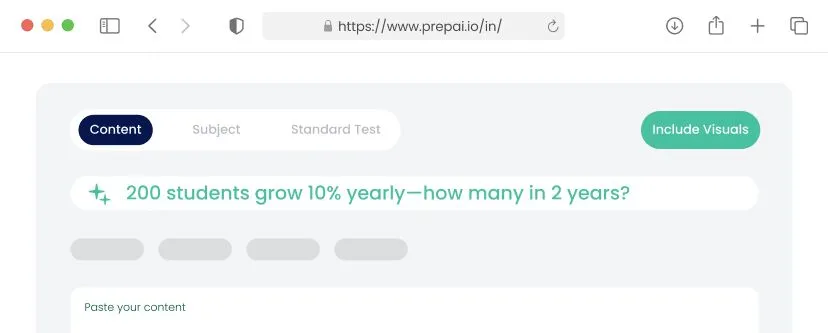 https://www.prepai.io/in/
Content Subject Standard Test Include Visuals
200 students grow 10% yearly—how many in 2 years?
Paste your content